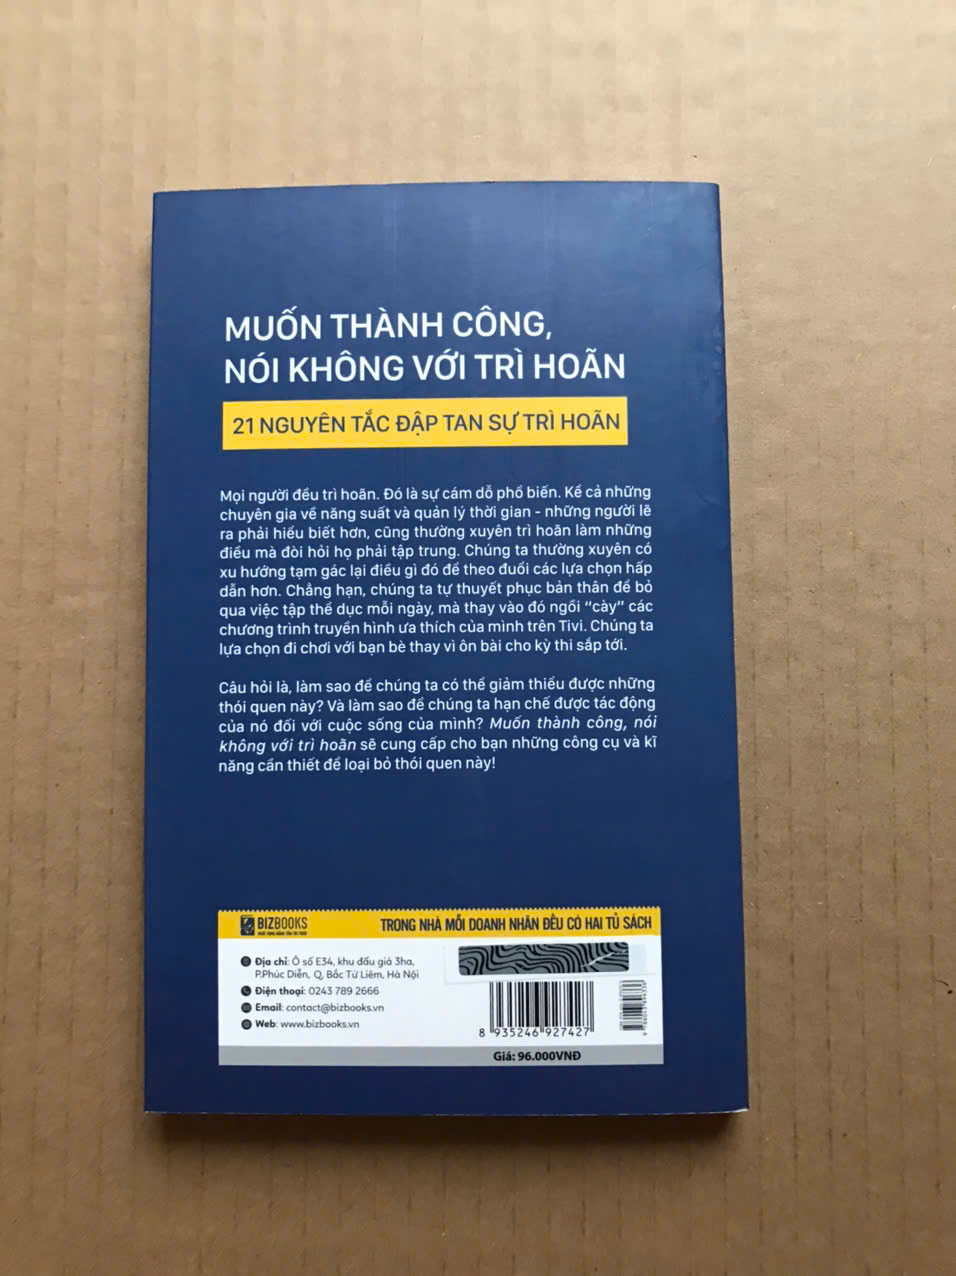 MUỐN THÀNH CÔNG,
NÓI KHÔNG VỚI TRÌ HOÃN
21 NGUYÊN TẮC ĐẬP TAN SỰ TRÌ HOÃN
Mọi người đều trì hoãn. Đó là sự cám dỗ phổ biến. Kể cả những
chuyên gia về năng suất và quản lý thời gian - những người lẽ
ra phải hiểu biết hơn, cũng thường xuyên trì hoãn làm những
điều mà đòi hỏi họ phải tập trung. Chúng ta thường xuyên có
xu hướng tạm gác lại điều gì đó để theo đuổi các lựa chọn hấp
dẫn hơn. Chẳng hạn, chúng ta tự thuyết phục bản thân để bỏ
qua việc tập thể dục mỗi ngày, mà thay vào đó ngồi “cày” các
chương trình truyền hình ưa thích của mình trên Tivi. Chúng ta
lựa chọn đi chơi với bạn bè thay vì ôn bài cho kỳ thi sắp tới.
Câu hỏi là, làm sao để chúng ta có thể giảm thiểu được những
thói quen này? Và làm sao để chúng ta hạn chế được tác động
của nó đối với cuộc sống của mình? Muốn thành công, nói
không với trì hoãn sẽ cung cấp cho bạn những công cụ và kĩ
năng cần thiết để loại bỏ thói quen này!
BIZBOOKS
TRONG NHÀ MỖI DOANH NHÂN ĐỀU CÓ HAI TỦ SÁCH
Địa chỉ: Ô số E34, khu đấu giá 3ha,
P.Phúc Diễn, Q, Bắc Từ Liêm, Hà Nội
Điện thoại: 0243 789 2666
Email: contact@bizbooks.vn
Web: www.bizbooks.vn
8 935246 927427
Giá: 96.000VNĐ